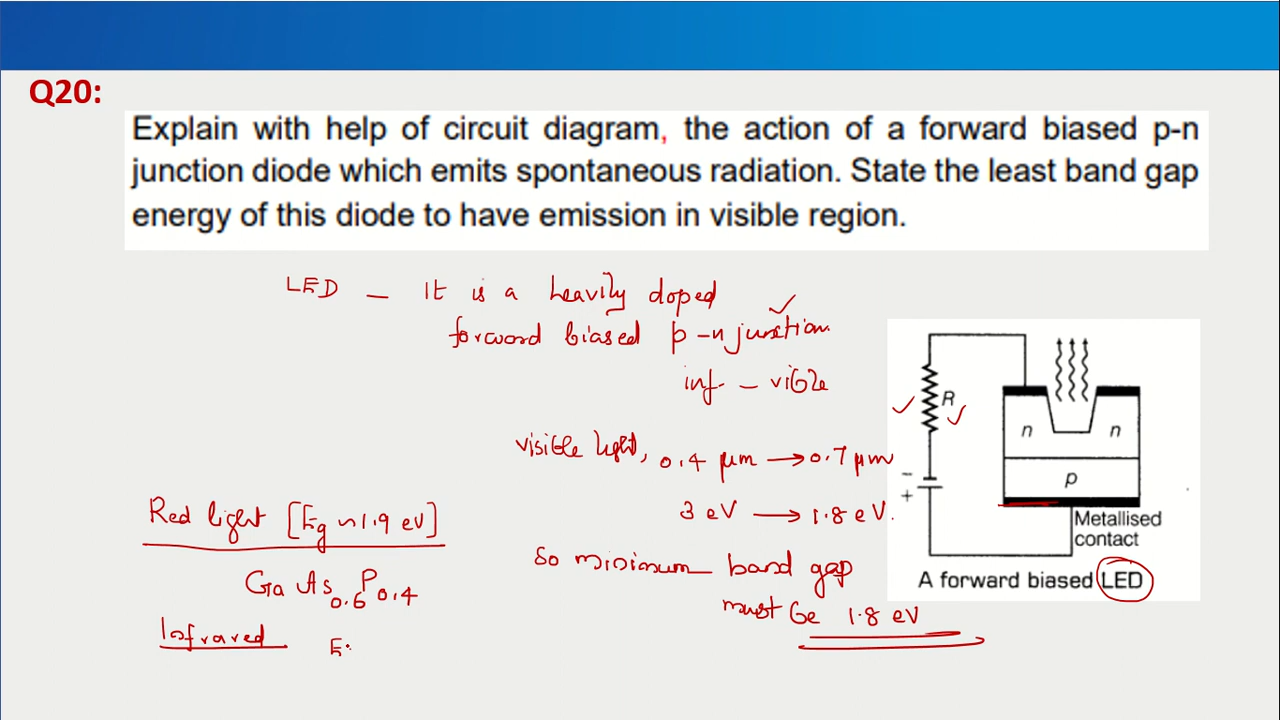 Q20:
Explain with help of circuit diagram, the action of a forward biased p-n
junction diode which emits spontaneous radiation. State the least band gap
energy of this diode to have emission in visible region.
LED – It is a heavily doped
forward biased p-n junction
inf. – visible
visible light, 0.4 μm → 0.7 μm
3 eV → 1.8 eV.
So minimum band gap
must be 1.8 eV
Red light [Eg ~ 1.9 eV]
Ga As0.6 P0.4
Infrared
R
n n
p
–
+
Metallised
contact
A forward biased LED